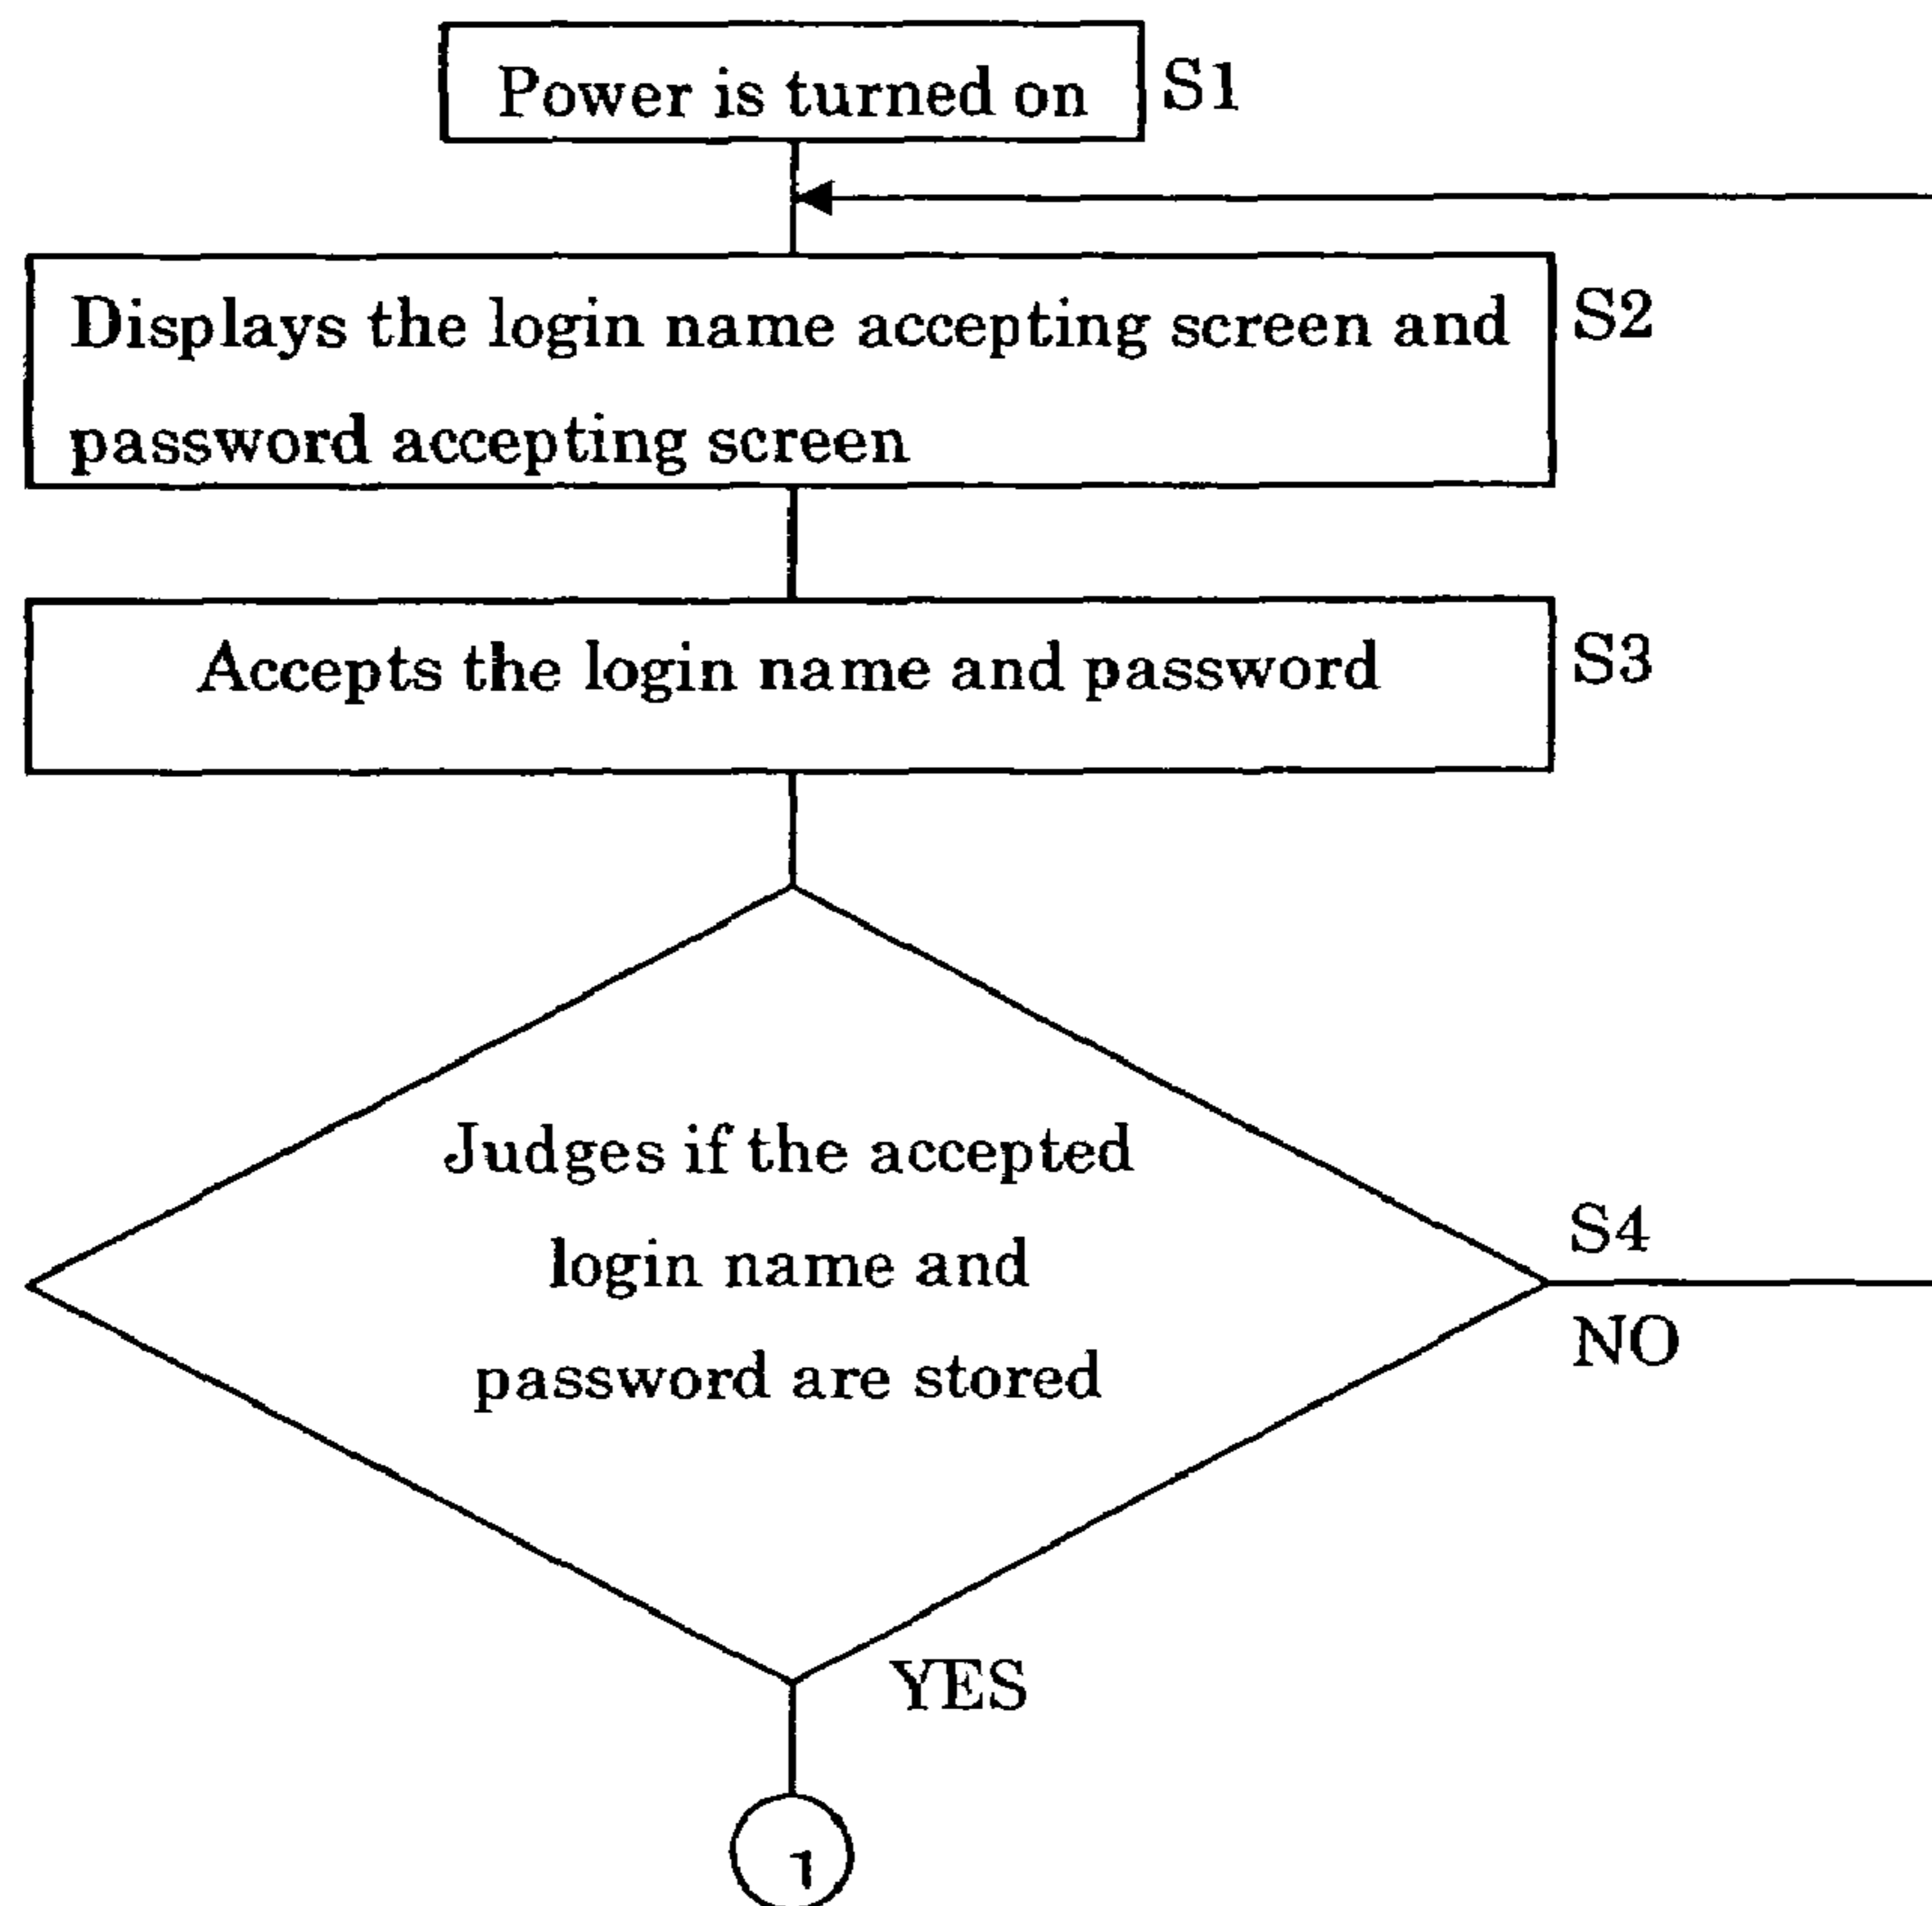 Power is turned on S1
Displays the login name accepting screen and S2
password accepting screen
Accepts the login name and password S3
Judges if the accepted
login name and
password are stored
S4
NO
YES
1